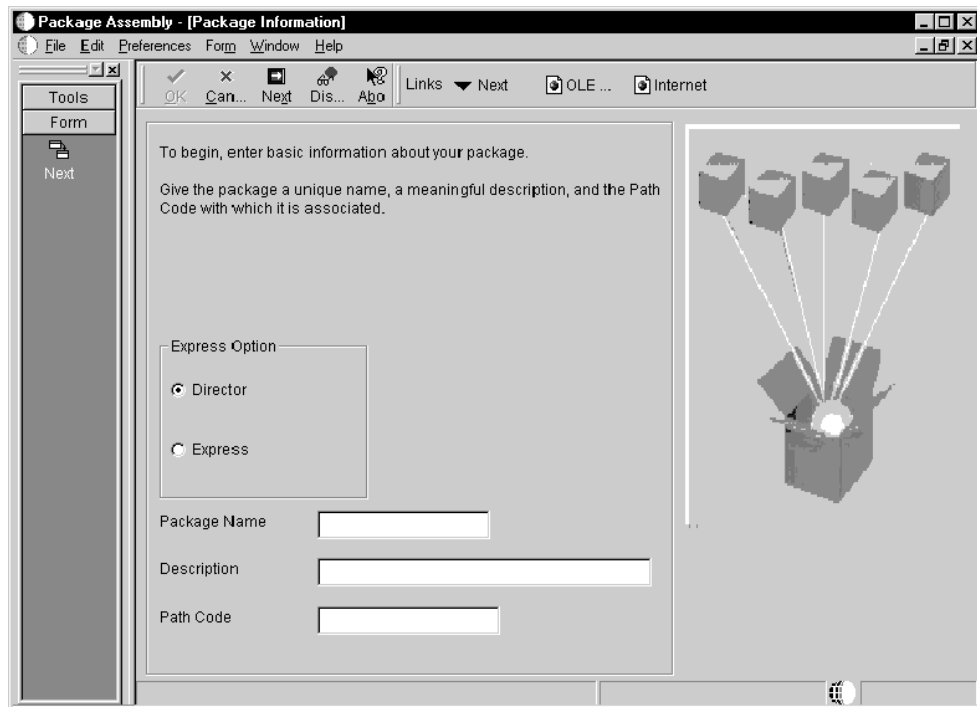 Package Assembly - [Package Information]
File Edit Preferences Form Window Help
Tools
Form
Next
OK Can... Next Dis... Abo Links Next OLE ... Internet
To begin, enter basic information about your package.
Give the package a unique name, a meaningful description, and the Path
Code with which it is associated.
Express Option
Director
Express
Package Name
Description
Path Code